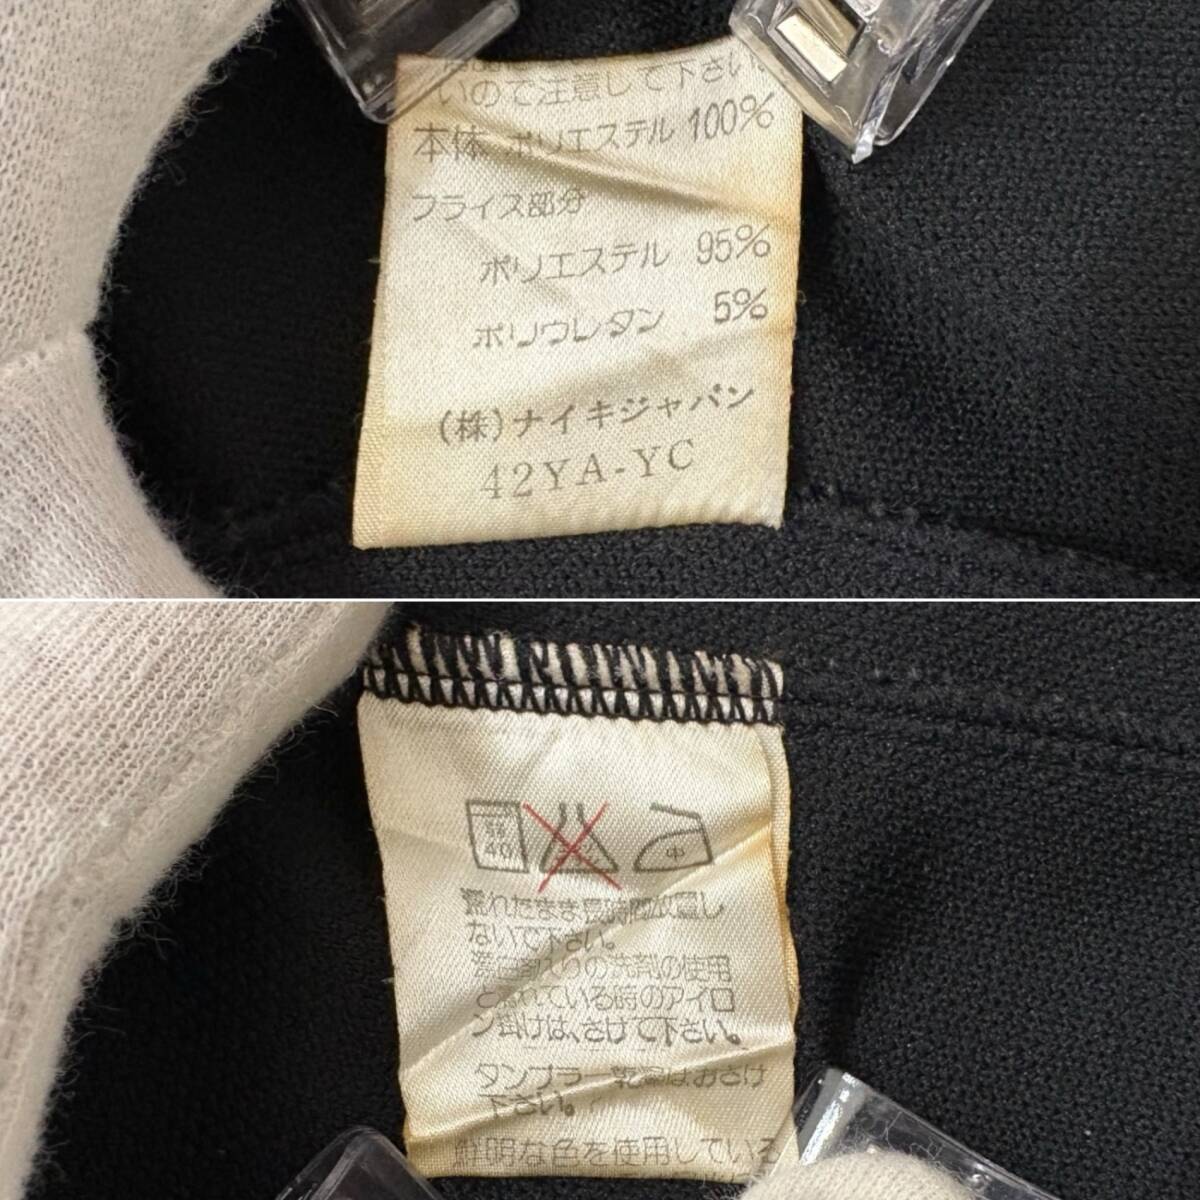 いので注意して下さい。
本体 ポリエステル 100%
フライス部分
ポリエステル 95%
ポリウレタン 5%
(株)ナイキジャパン
42YA-YC
40
中
濡れたまま長時間放置し
ないで下さい。
漂白剤入りの洗剤の使用
と濡れている時のアイロ
ン掛けは、さけて下さい。
タンブラー乾燥はおさけ
下さい。
鮮明な色を使用している